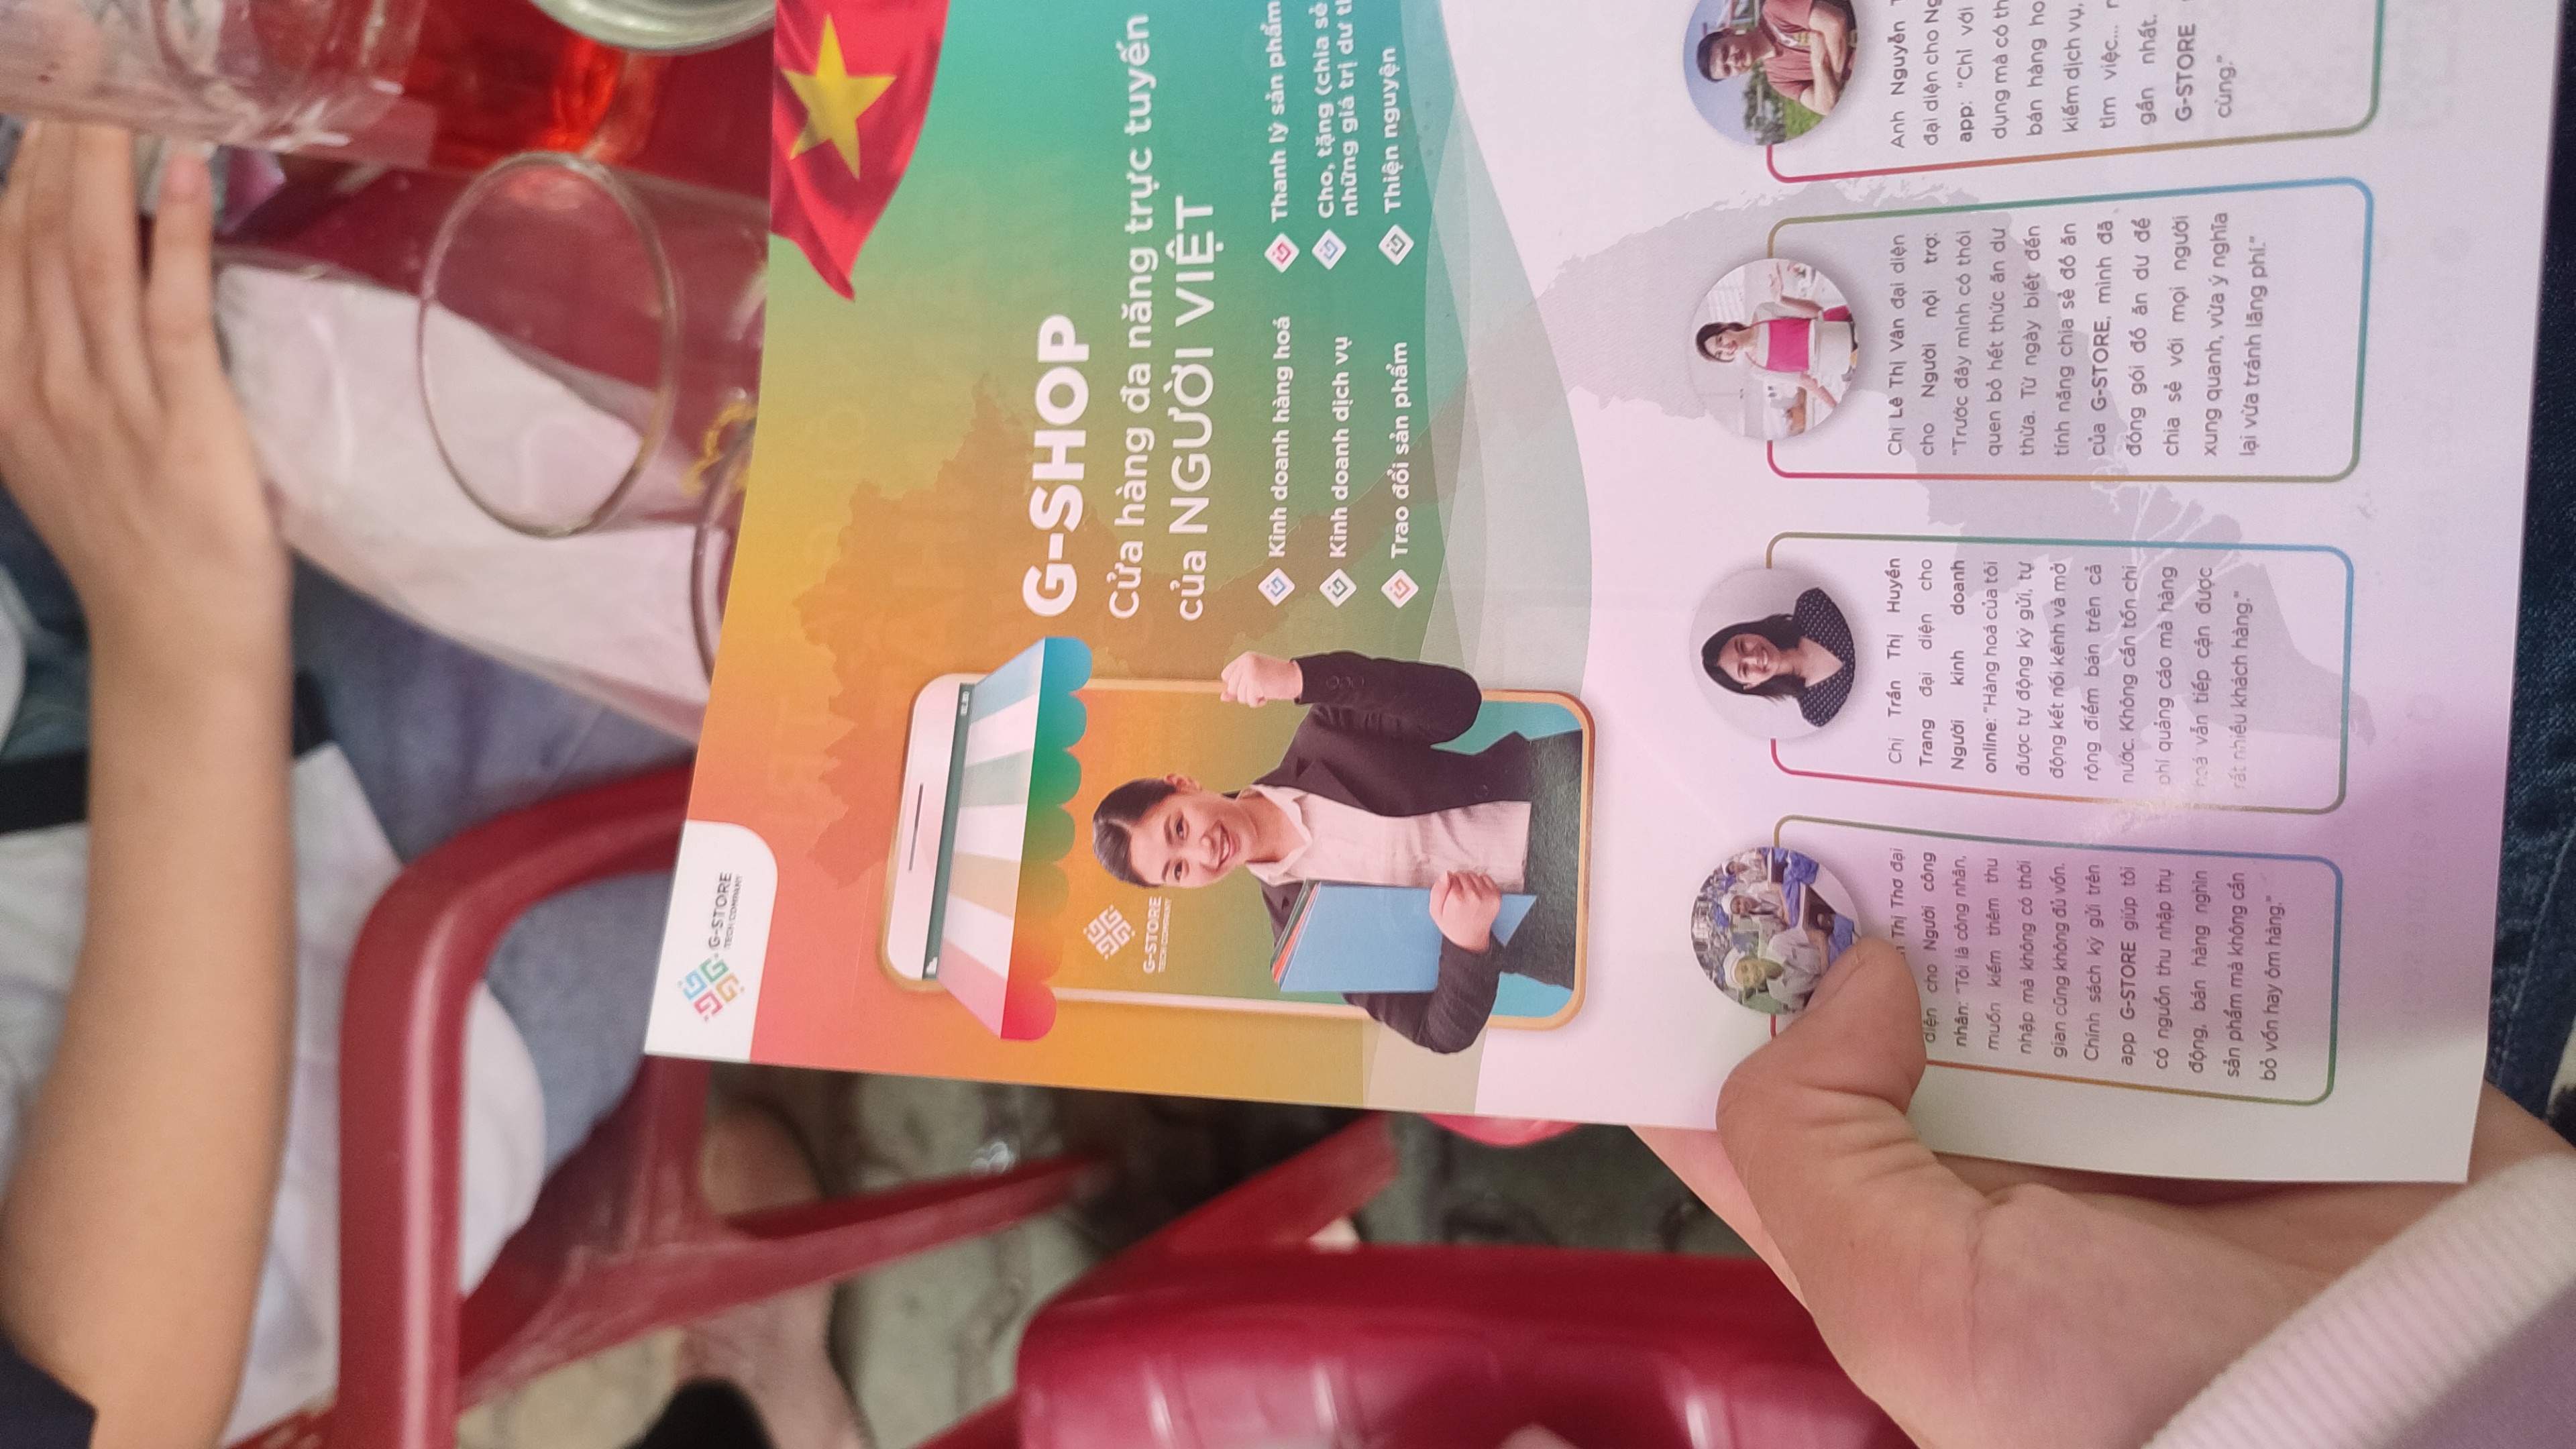 G-STORE
TECH COMPANY
G-SHOP
Cửa hàng đa năng trực tuyến
của NGƯỜI VIỆT
G-STORE
TECH COMPANY
Kinh doanh hàng hoá
Kinh doanh dịch vụ
Trao đổi sản phẩm
Thanh lý sản phẩm
Cho, tặng (chia sẻ
những giá trị dư
Thiện nguyện
Thị Thơ đại
diện cho Người công
nhân: "Tôi là công nhân,
muốn kiếm thêm thu
nhập mà không có thời
gian cũng không đủ vốn.
Chính sách ký gửi trên
app G-STORE giúp tôi
có nguồn thu nhập thụ
động, bán hàng nghìn
sản phẩm mà không cần
bỏ vốn hay ôm hàng."
Chị Trần Thị Huyền
Trang đại diện cho
Người kinh doanh
online: "Hàng hoá của tôi
được tự động ký gửi, tự
động kết nối kênh và mở
rộng điểm bán trên cả
nước. Không cần tốn chi
phí quảng cáo mà hàng
hoá vẫn tiếp cận được
rất nhiều khách hàng."
Chị Lê Thị Vân đại diện
cho Người nội trợ:
"Trước đây mình có thói
quen bỏ hết thức ăn dư
thừa. Từ ngày biết đến
tính năng chia sẻ đồ ăn
của G-STORE, mình đã
đóng gói đồ ăn dư để
chia sẻ với mọi người
xung quanh, vừa ý nghĩa
lại vừa tránh lãng phí."
Anh Nguyễn
đại diện cho
app: "Chỉ với
dụng mà có
bán hàng
kiếm dịch vụ,
tìm việc...
gần nhất.
G-STORE
cùng."